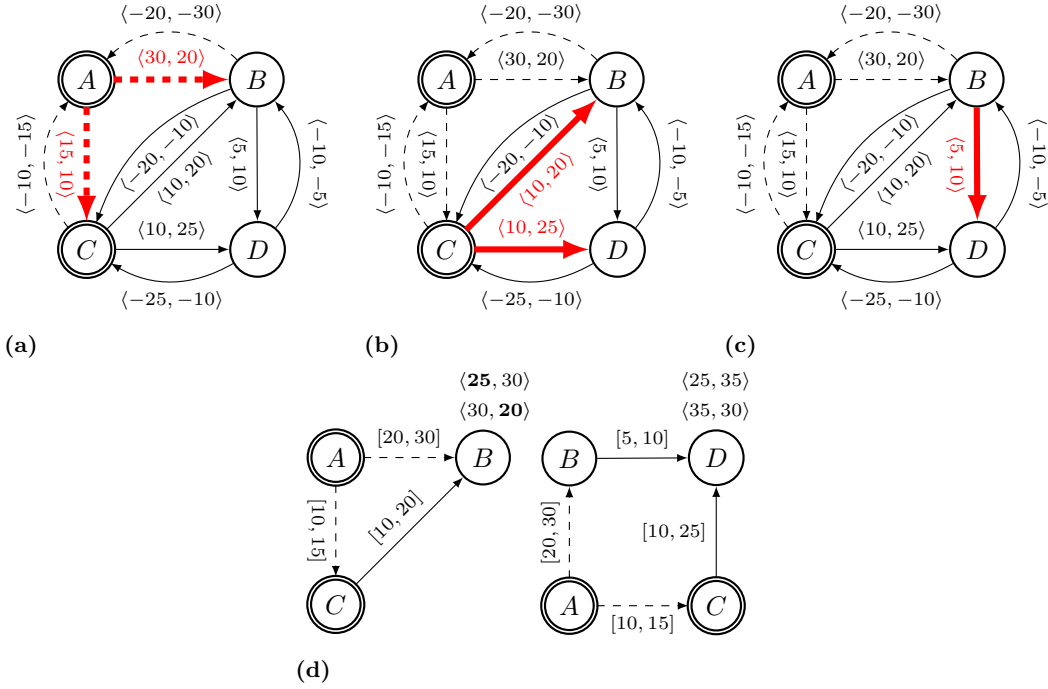 ⟨−20, −30⟩
⟨30, 20⟩
A
B
⟨−10, −15⟩
⟨15, 10⟩
⟨−20, −10⟩
⟨10, 20⟩
⟨5, 10⟩
⟨−10, −5⟩
C
⟨10, 25⟩
D
⟨−25, −10⟩
(a)
⟨−20, −30⟩
⟨30, 20⟩
A
B
⟨−10, −15⟩
⟨15, 10⟩
⟨−20, −10⟩
⟨10, 20⟩
⟨5, 10⟩
⟨−10, −5⟩
C
⟨10, 25⟩
D
⟨−25, −10⟩
(b)
⟨−20, −30⟩
⟨30, 20⟩
A
B
⟨−10, −15⟩
⟨15, 10⟩
⟨−20, −10⟩
⟨10, 20⟩
⟨5, 10⟩
⟨−10, −5⟩
C
⟨10, 25⟩
D
⟨−25, −10⟩
(c)
⟨25, 30⟩
⟨30, 20⟩
A
[20, 30]
B
[10, 15]
[10, 20]
C
⟨25, 35⟩
⟨35, 30⟩
B
[5, 10]
D
[20, 30]
[10, 25]
A
[10, 15]
C
(d)